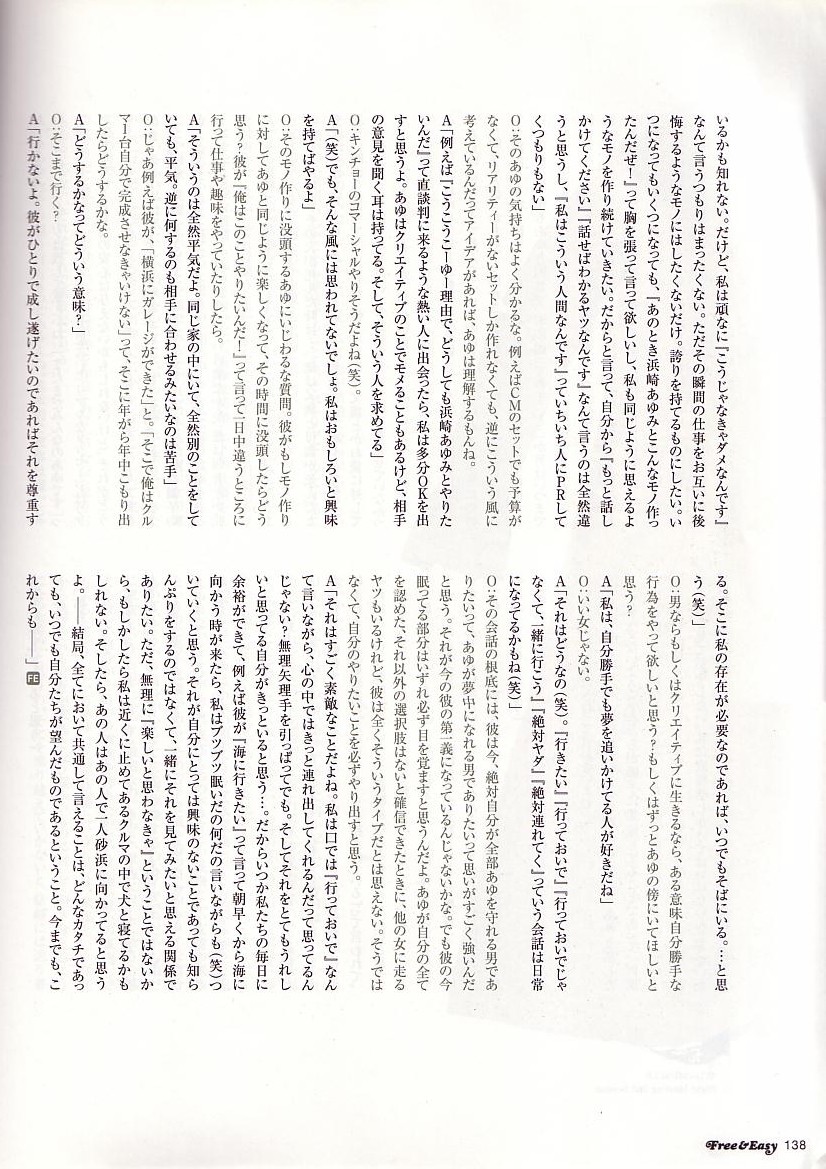 いるかも知れない。だけど、私は頑なに『こうじゃなきゃダメなんです』
なんて言うつもりはまったくない。ただその瞬間の仕事をお互いに後
悔するようなモノにはしたくないだけ。誇りを持てるものにしたい。い
つになってもいくつになっても、『あのとき浜崎あゆみとこんなモノ作っ
たんだぜ！』って胸を張って言って欲しいし、私も同じように思えるよ
うなモノを作り続けていきたい。だからと言って、自分から『もっと話し
かけてください』『話せばわかるヤツなんです』なんて言うのは全然違
うと思うし、『私はこういう人間なんです』っていちいち人にPRして
くつもりもない」
O:そのあゆの気持ちはよく分かるな。例えばCMのセットでも予算が
なくて、リアリティーがないセットしか作れなくても、逆にこういう風に
考えているんだってアイデアがあれば、あゆは理解するもんね。
A「例えば『こうこうこーゆー理由で、どうしても浜崎あゆみとやりた
いんだ』って直談判に来るような熱い人に出会ったら、私は多分OKを出
すと思うよ。あゆはクリエイティブのことでモメることもあるけど、相手
の意見を聞く耳は持ってる。そして、そういう人を求めてる」
O:キンチョーのコマーシャルやりそうだよね(笑)。
A「(笑)でも、そんな風には思われてないでしょ。私はおもしろいと興味
を持てばやるよ」
O:そのモノ作りに没頭するあゆにいじわるな質問。彼がもしモノ作り
に対してあゆと同じように楽しくなって、その時間に没頭したらどう
思う?彼が『俺はこのことやりたいんだ！』って言って一日中違うところに
行って仕事や趣味をやっていたりしたら。
A「そういうのは全然平気だよ。同じ家の中にいて、全然別のことをして
いても、平気。逆に何するのも相手に合わせるみたいなのは苦手」
O:じゃあ例えば彼が、「横浜にガレージができた」と。「そこで俺はクル
マ一台自分で完成させなきゃいけない」って、そこに年がら年中こもり出
したらどうするかな。
A「どうするかなってどういう意味?」
O:そこまで行く?
A「行かないよ。彼がひとりで成し遂げたいのであればそれを尊重す
る。そこに私の存在が必要なのであれば、いつでもそばにいる。…と思
う(笑)」
O:男ならもしくはクリエイティブに生きるなら、ある意味自分勝手な
行為をやって欲しいと思う?もしくはずっとあゆの傍にいてほしいと
思う?
A「私は、自分勝手でも夢を追いかけてる人が好きだね」
O:いい女じゃない。
A「それはどうなの(笑)。『行きたい』『行っておいで』『行っておいでじゃ
なくて、一緒に行こう』『絶対ヤダ』『絶対連れてく』っていう会話は日常
になってるかもね(笑)」
O:その会話の根底には、彼は今、絶対自分が全部あゆを守れる男であ
りたいって、あゆが夢中になれる男でありたいって思いがすごく強いんだ
と思う。それが今の彼の第一義になっているんじゃないかな。でも彼の今
眠ってる部分はいずれ必ず目を覚ますと思うんだよ。あゆが自分の全て
を認めた、それ以外の選択肢はないと確信できたときに、他の女に走る
ヤツもいるけれど、彼は全くそういうタイプだとは思えない。そうでは
なくて、自分のやりたいことを必ずやり出すと思う。
A「それはすごく素敵なことだよね。私は口では『行っておいで』なん
て言いながら、心の中ではきっと連れ出してくれるんだって思ってるん
じゃない?無理矢理手を引っぱってでも。そしてそれをとてもうれし
いと思ってる自分がきっといると思う…。だからいつか私たちの毎日に
余裕ができて、例えば彼が『海に行きたい』って言って朝早くから海に
向かう時が来たら、私はブツブツ眠いだの何だの言いながらも(笑)つ
いていくと思う。それが自分にとっては興味のないことであっても知ら
んぷりをするのではなくて、一緒にそれを見てみたいと思える関係で
ありたい。ただ、無理に『楽しいと思わなきゃ』ということではないか
ら、もしかしたら私は近くに止めてあるクルマの中で犬と寝てるかも
しれない。そしたら、あの人はあの人で一人砂浜に向かってると思う
よ。——結局、全てにおいて共通して言えることは、どんなカタチであっ
ても、いつでも自分たちが望んだものであるということ。今までも、こ
れからも——」FE
Free&Easy 138